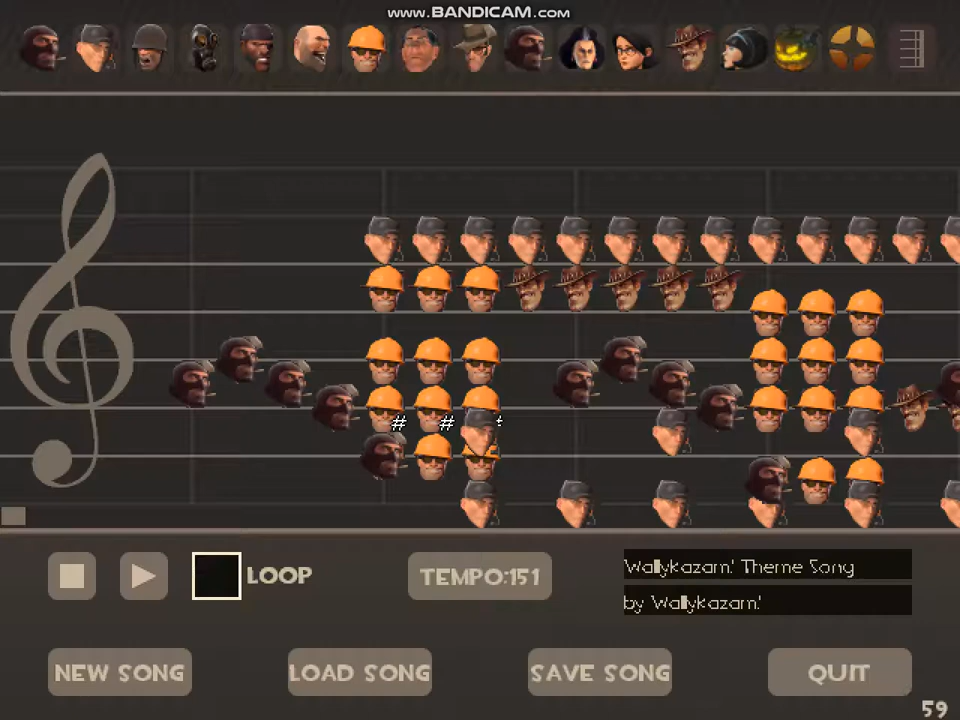 www.BANDICAM.com
# # #
LOOP
TEMPO:151
'Wallykazam!' Theme Song
by 'Wallykazam!'
NEW SONG
LOAD SONG
SAVE SONG
QUIT
59